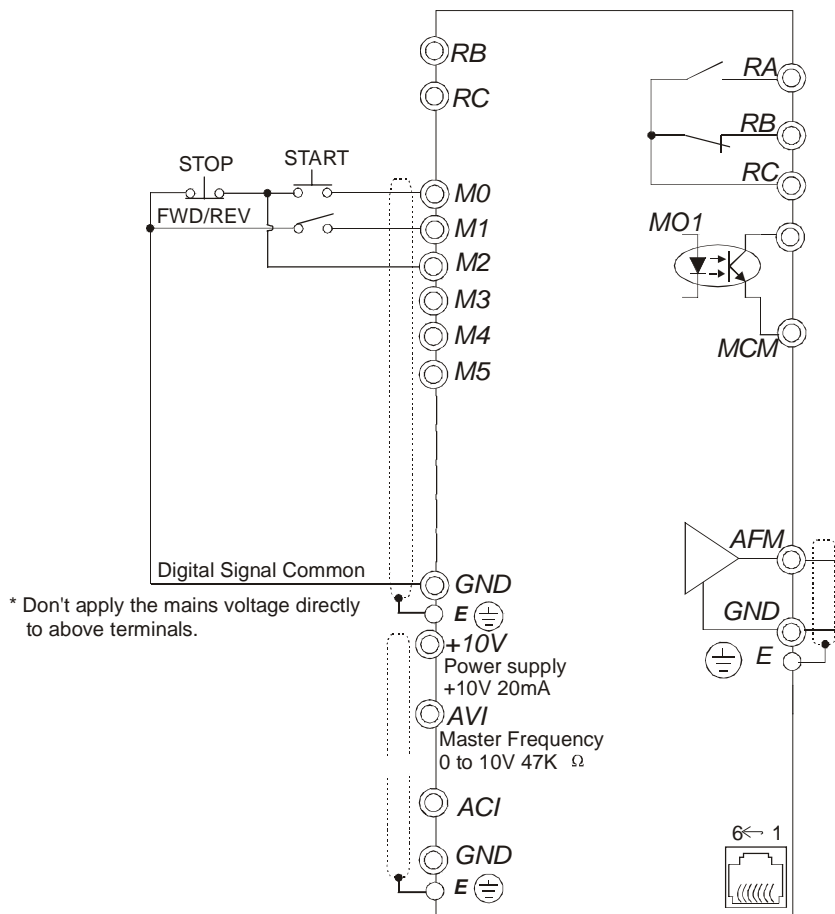 RB
RC
STOP
START
FWD/REV
M0
M1
M2
M3
M4
M5
Digital Signal Common
GND
* Don't apply the mains voltage directly
to above terminals.
E
+10V
Power supply
+10V 20mA
AVI
Master Frequency
0 to 10V 47K Ω
ACI
GND
E
RA
RB
RC
MO1
MCM
AFM
GND
E
6← 1